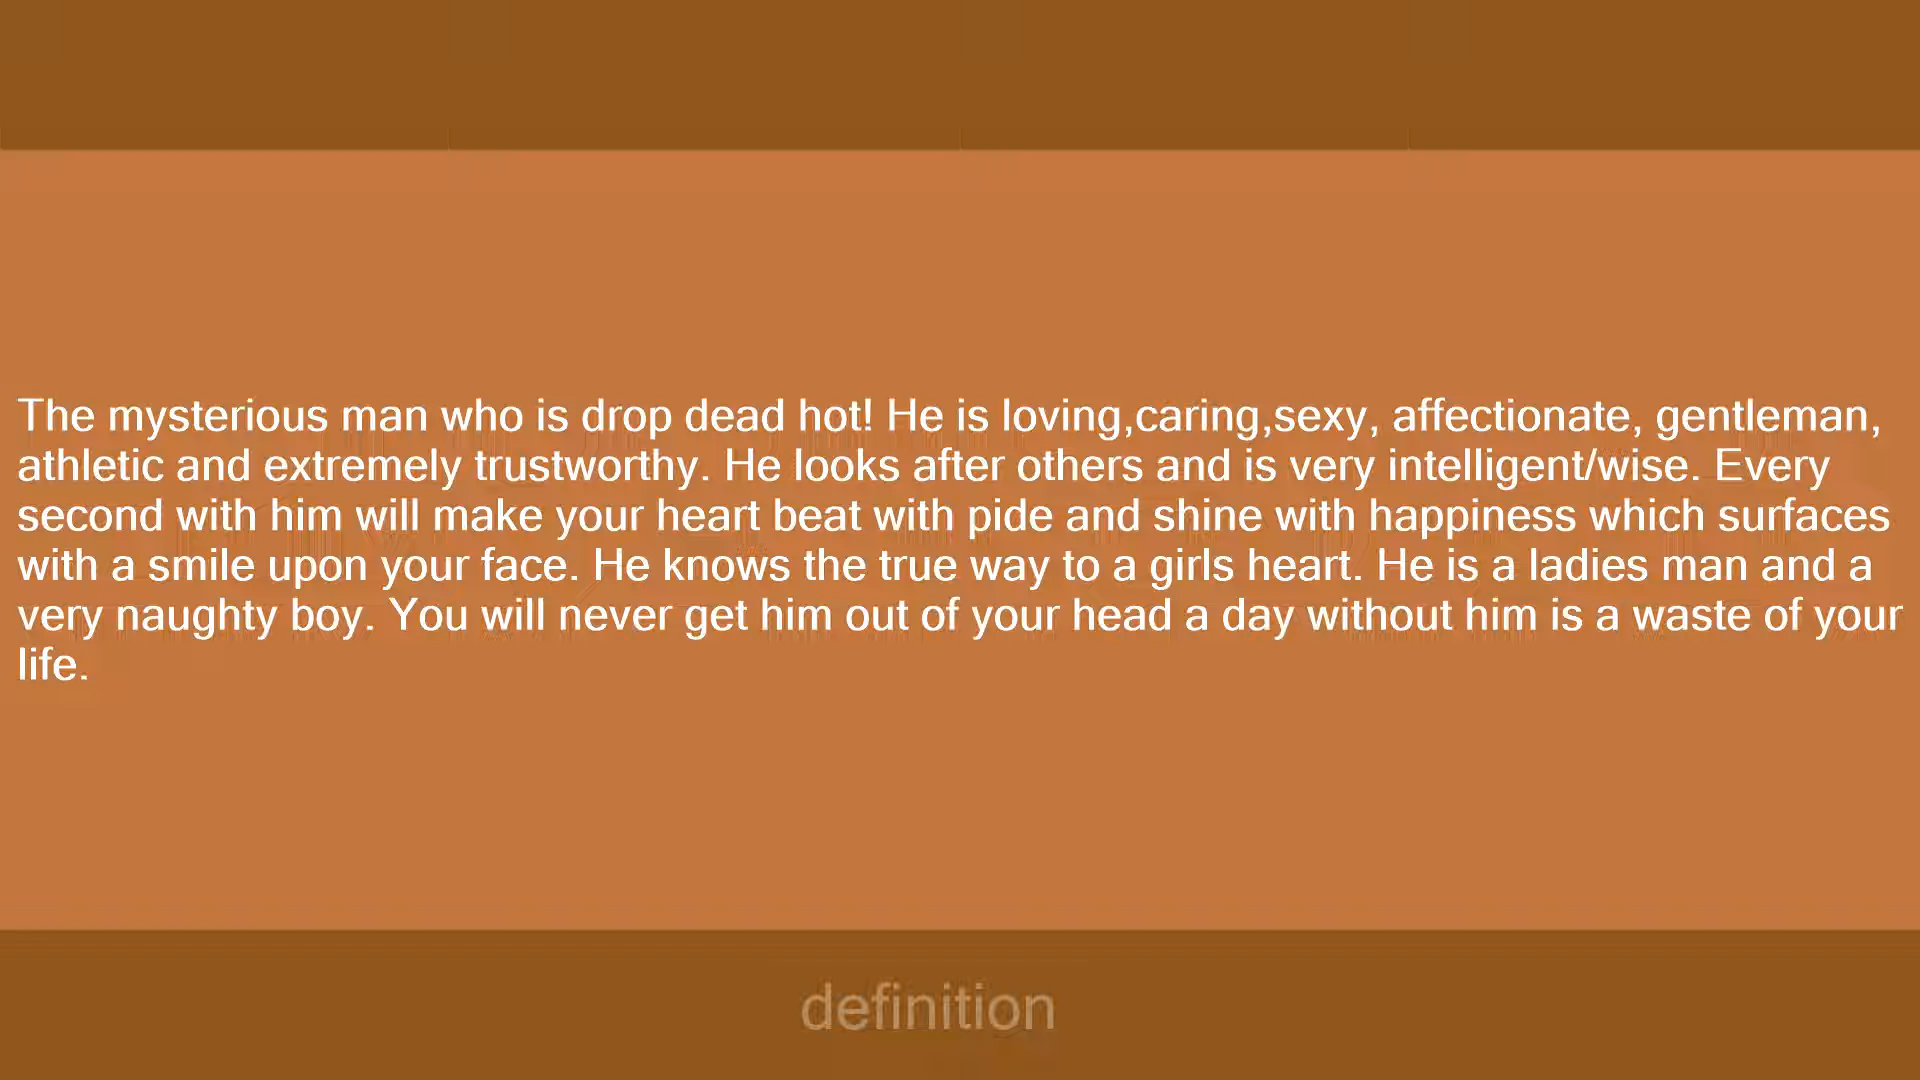 The mysterious man who is drop dead hot! He is loving,caring,sexy, affectionate, gentleman,
athletic and extremely trustworthy. He looks after others and is very intelligent/wise. Every
second with him will make your heart beat with pide and shine with happiness which surfaces
with a smile upon your face. He knows the true way to a girls heart. He is a ladies man and a
very naughty boy. You will never get him out of your head a day without him is a waste of your
life.
definition